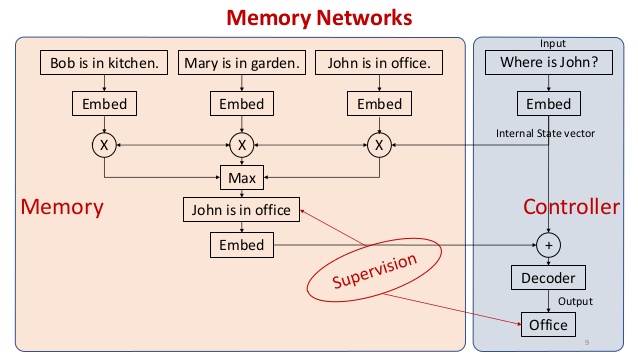 Memory Networks
Input
Bob is in kitchen. Mary is in garden. John is in office. Where is John?
Embed Embed Embed Embed
Internal State vector
X X X
Max
Memory Controller
John is in office
Embed +
Supervision
Decoder
Output
Office
9